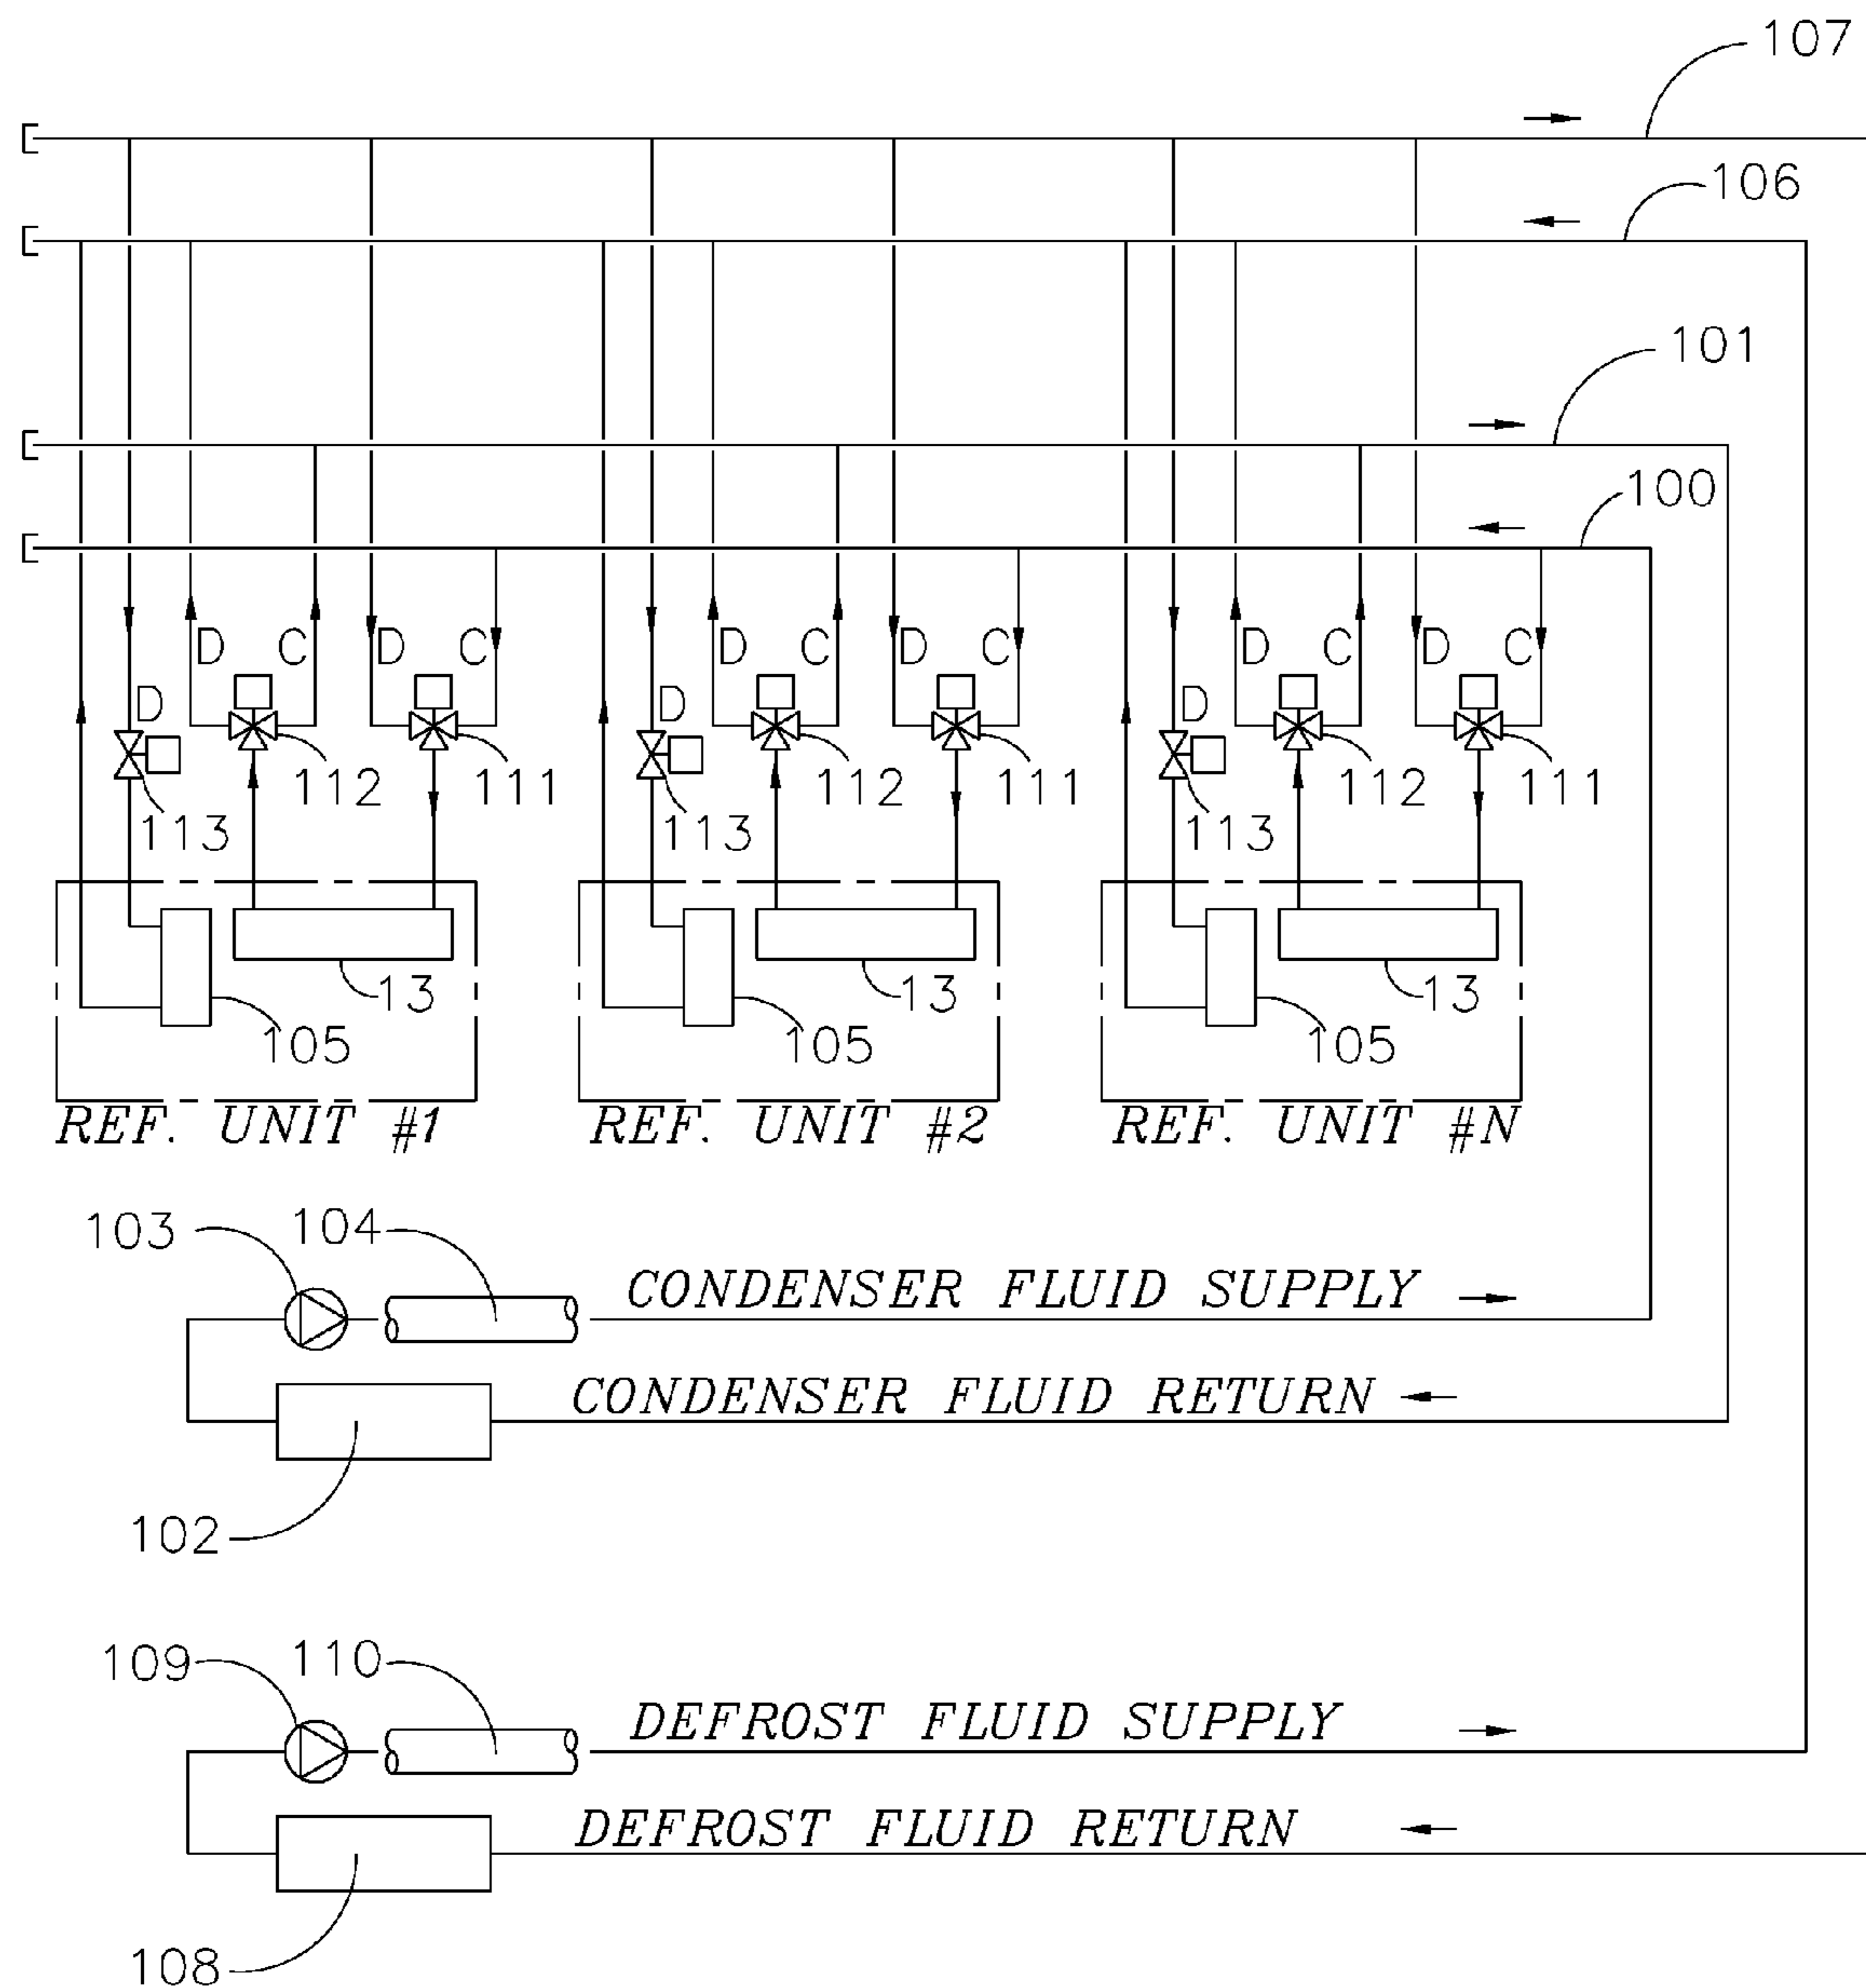 107
106
101
100
D C D C D C D C D C D C
D D D
112 111 112 111 112 111
113 113 113
13 13 13
105 105 105
REF. UNIT #1 REF. UNIT #2 REF. UNIT #N
103 104
CONDENSER FLUID SUPPLY
CONDENSER FLUID RETURN
102
109 110
DEFROST FLUID SUPPLY
DEFROST FLUID RETURN
108